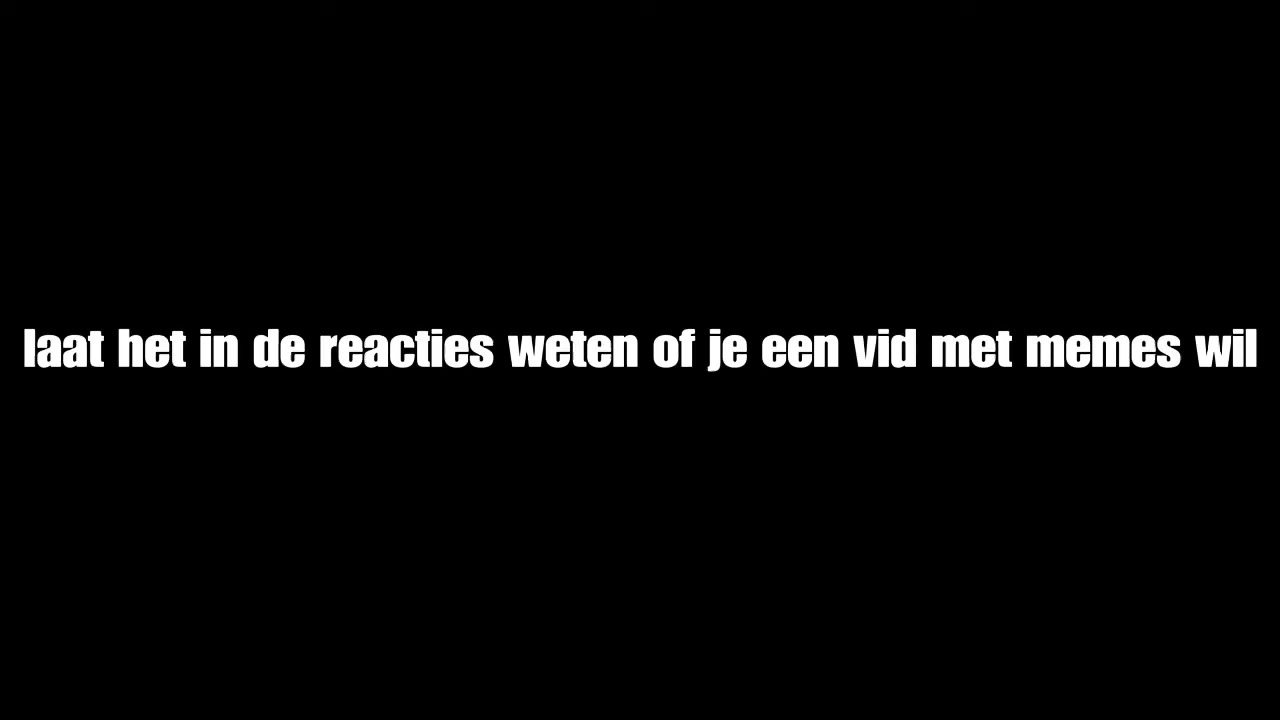 laat het in de reacties weten of je een vid met memes wil